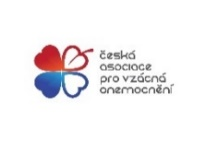 česká
asociace
pro vzácná
onemocnění